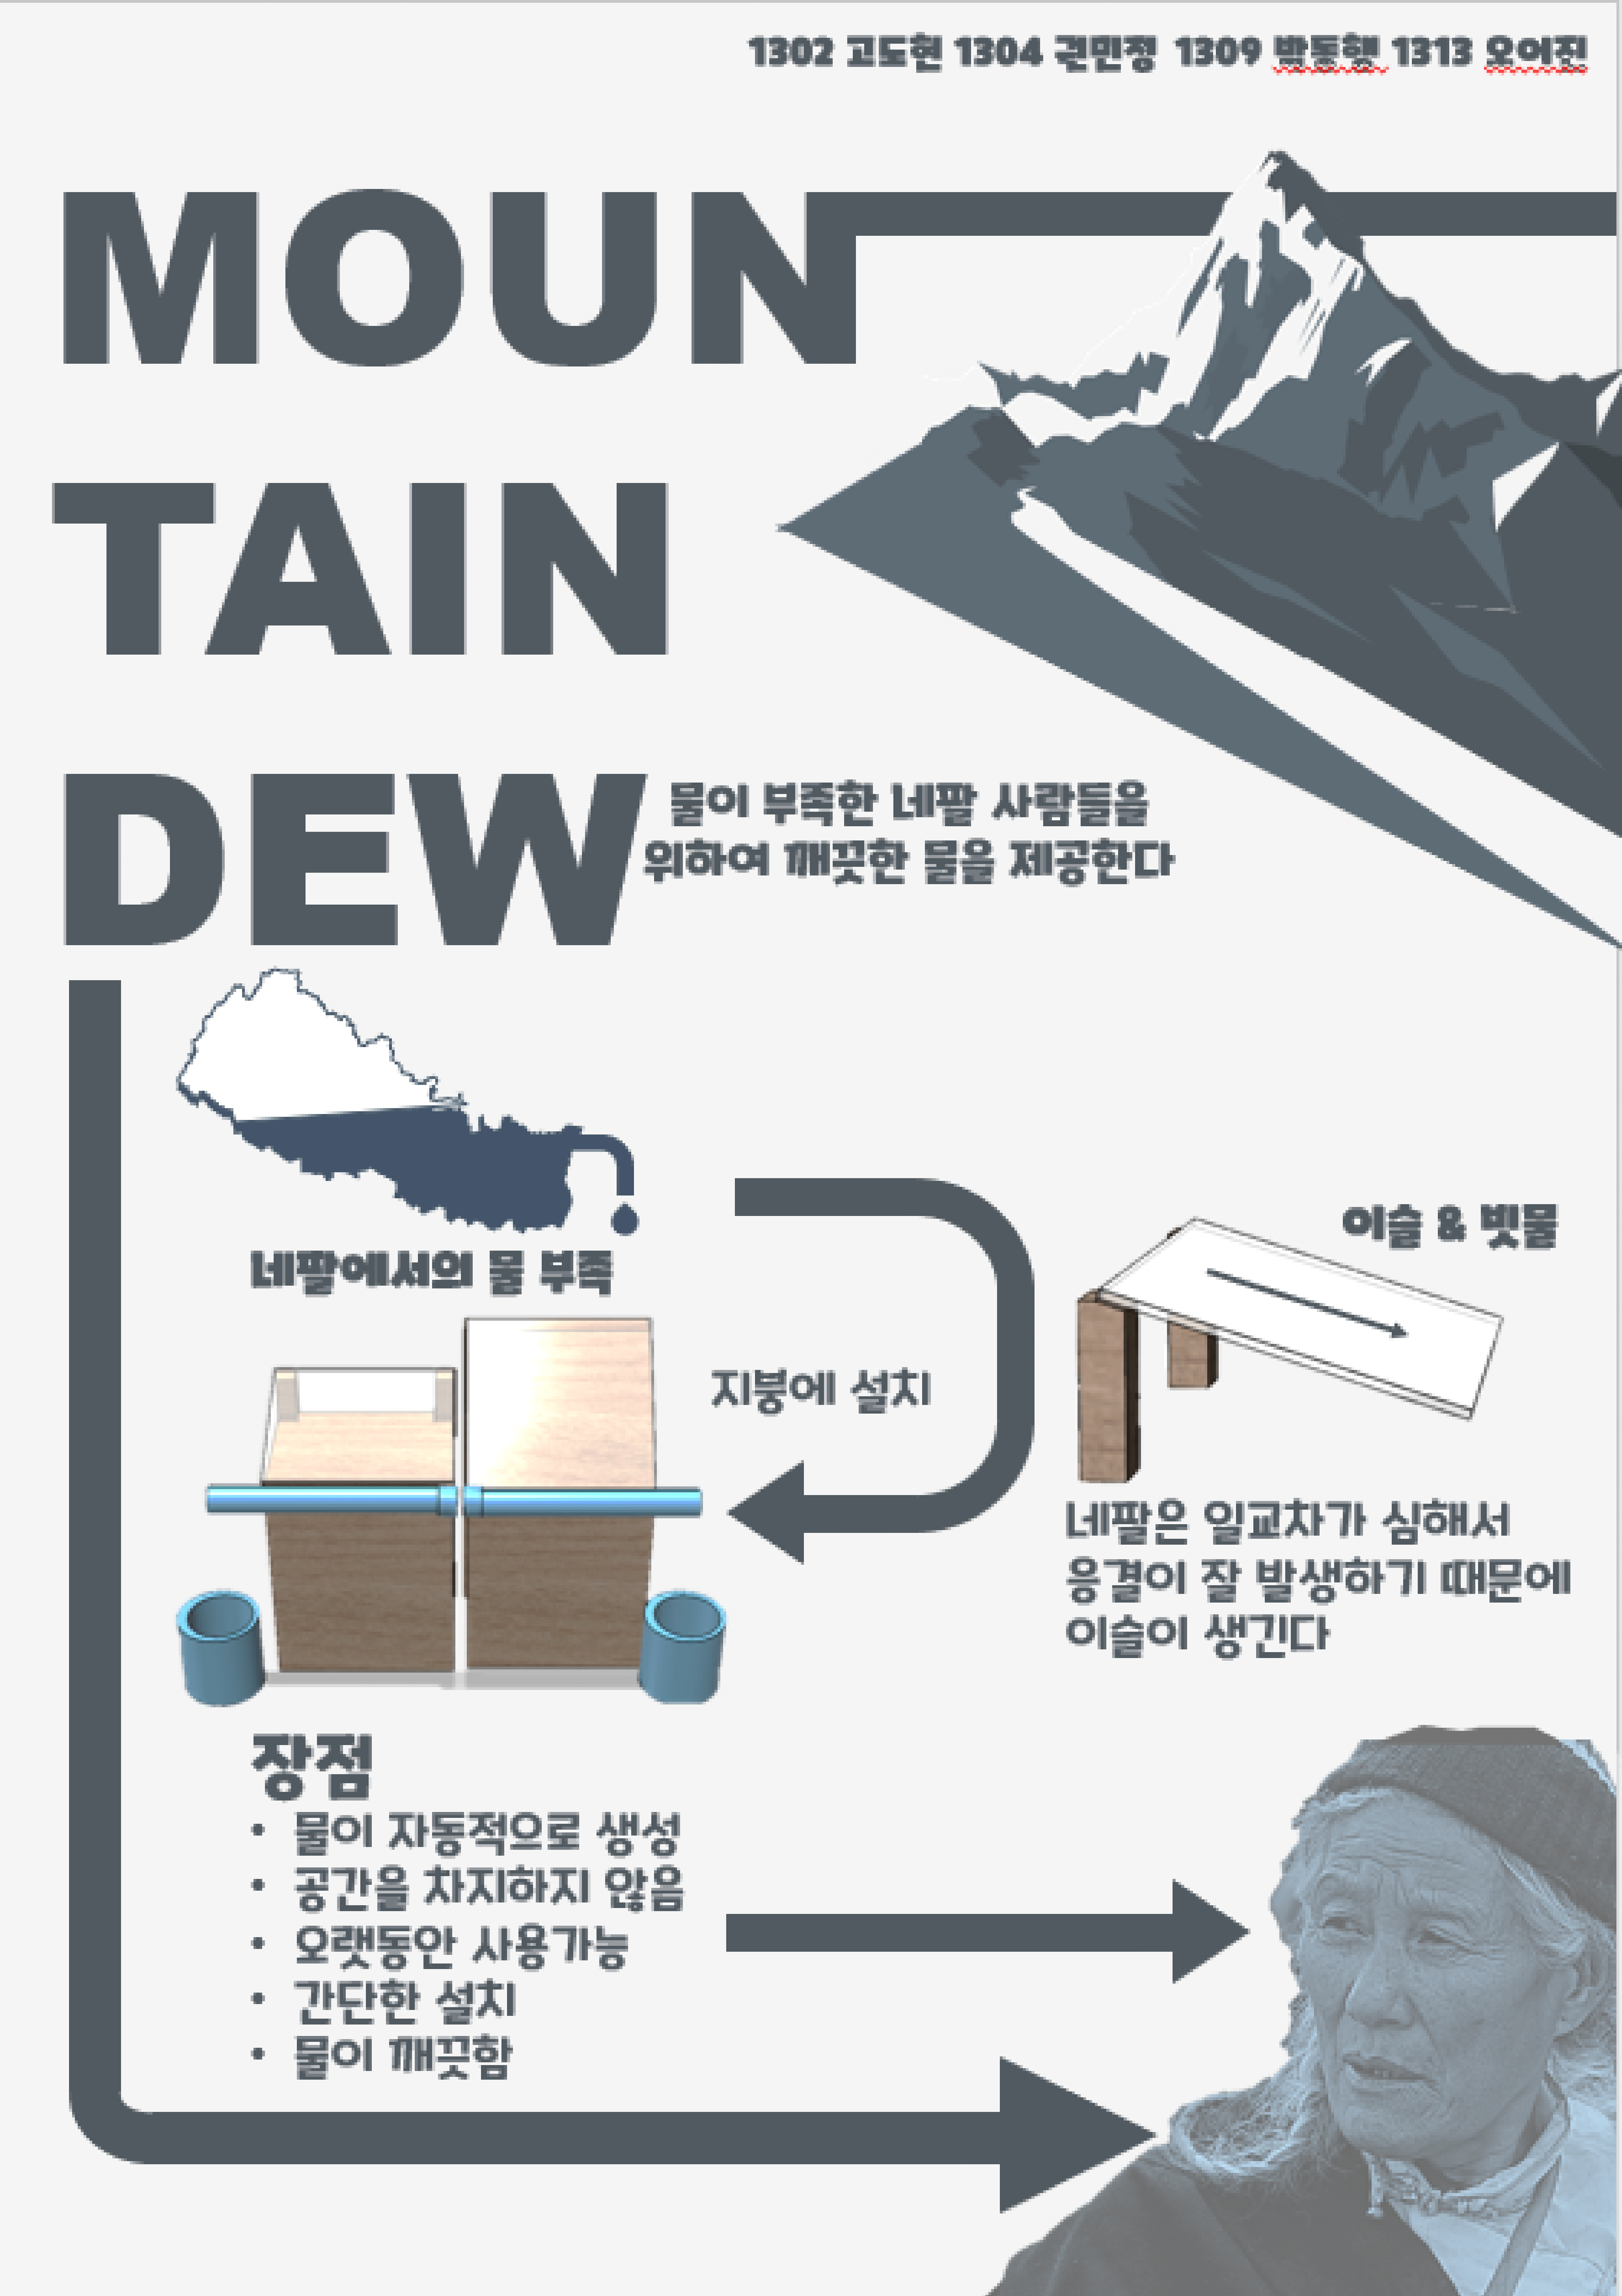 1302 고도현 1304 권민정 1309 박동행 1313 오어진
MOUN
TAIN
DEW
물이 부족한 네팔 사람들을
위하여 깨끗한 물을 제공한다
네팔에서의 물 부족
이슬 & 빗물
지붕에 설치
네팔은 일교차가 심해서
응결이 잘 발생하기 때문에
이슬이 생긴다
장점
• 물이 자동적으로 생성
• 공간을 차지하지 않음
• 오랫동안 사용가능
• 간단한 설치
• 물이 깨끗함